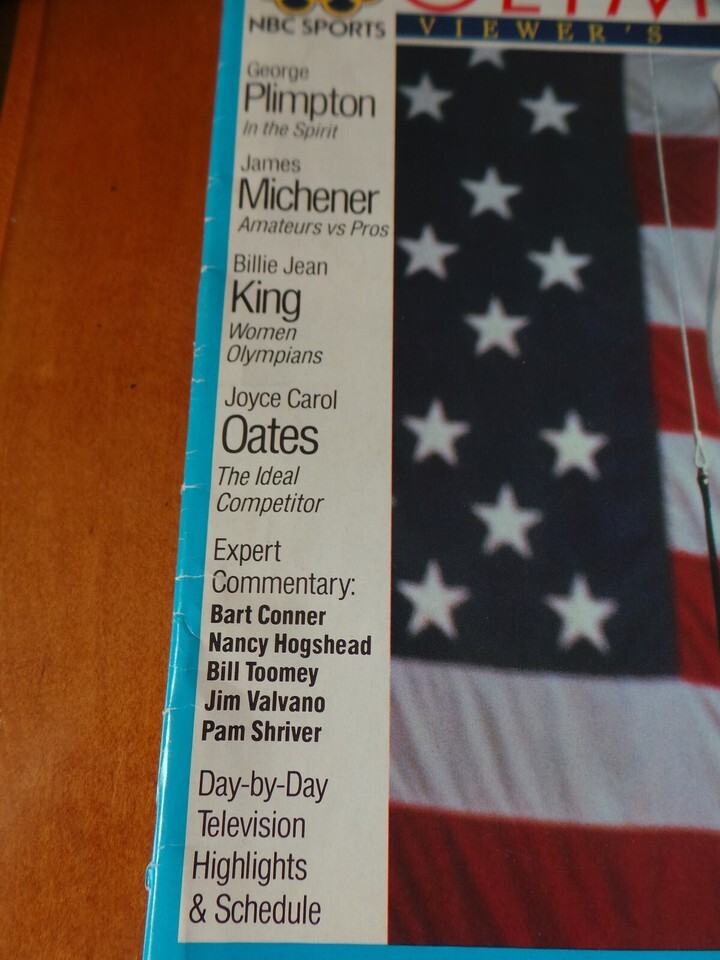 NBC SPORTS
VIEWER'S
George
Plimpton
In the Spirit
James
Michener
Amateurs vs Pros
Billie Jean
King
Women
Olympians
Joyce Carol
Oates
The Ideal
Competitor
Expert
Commentary:
Bart Conner
Nancy Hogshead
Bill Toomey
Jim Valvano
Pam Shriver
Day-by-Day
Television
Highlights
& Schedule